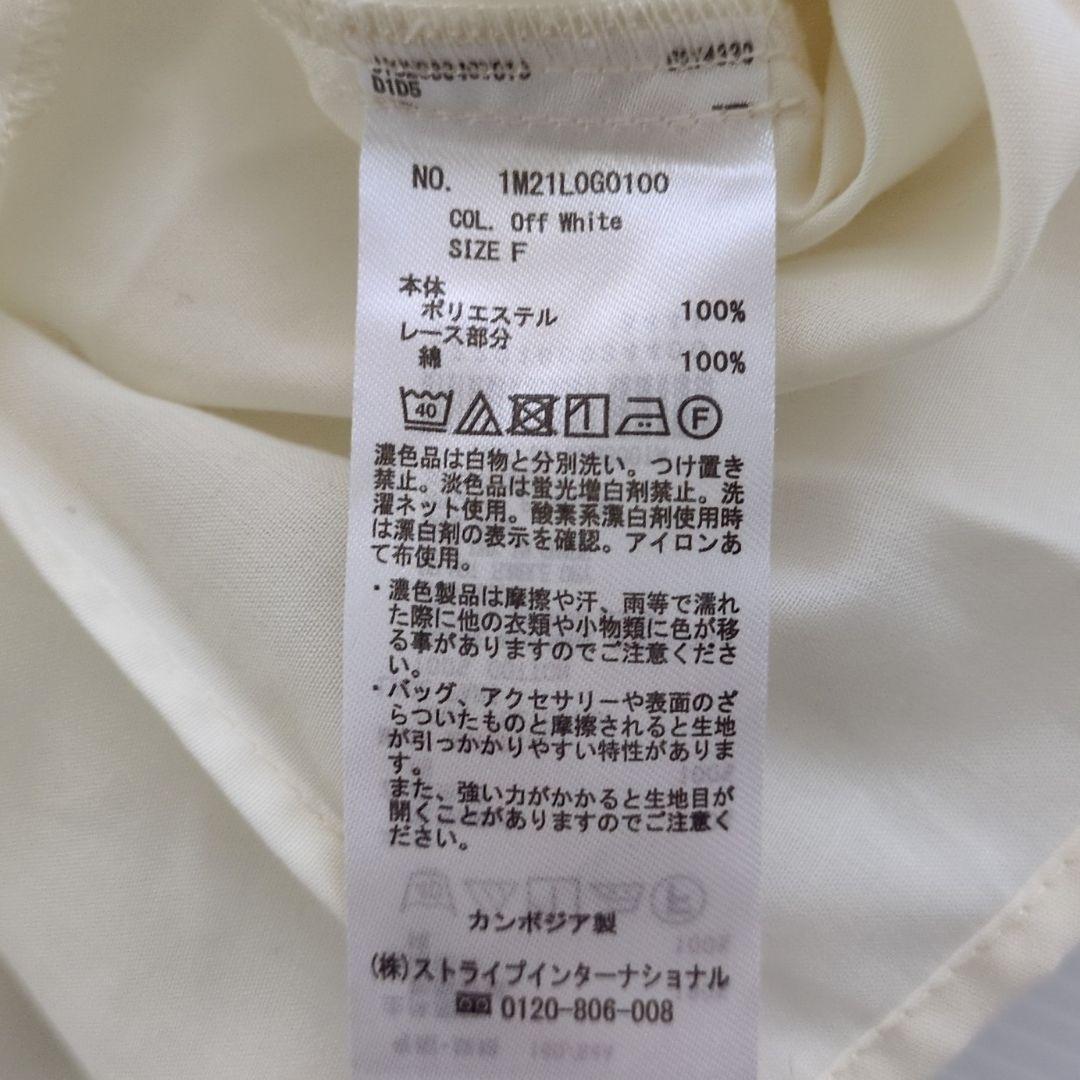 D1D5
NO. 1M21L0G0100
COL. Off White
SIZE F
本体
ポリエステル 100%
レース部分
綿 100%
40 F
濃色品は白物と分別洗い。つけ置き
禁止。淡色品は蛍光増白剤禁止。洗
濯ネット使用。酸素系漂白剤使用時
は漂白剤の表示を確認。アイロンあ
て布使用。
・濃色製品は摩擦や汗、雨等で濡れ
た際に他の衣類や小物類に色が移
る事がありますのでご注意くださ
い。
・バッグ、アクセサリーや表面のざ
らついたものと摩擦されると生地
が引っかかりやすい特性がありま
す。
また、強い力がかかると生地目が
開くことがありますのでご注意く
ださい。
カンボジア製
(株)ストライプインターナショナル
0120-806-008